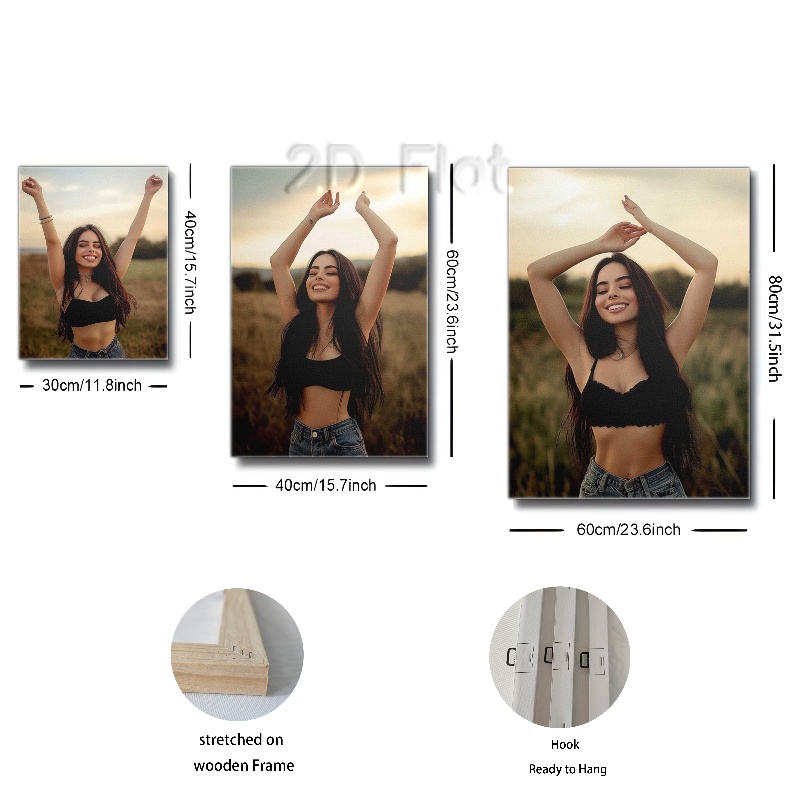 2D Flat
40cm/15.7inch
30cm/11.8inch
60cm/23.6inch
40cm/15.7inch
80cm/31.5inch
60cm/23.6inch
stretched on
wooden Frame
Hook
Ready to Hang